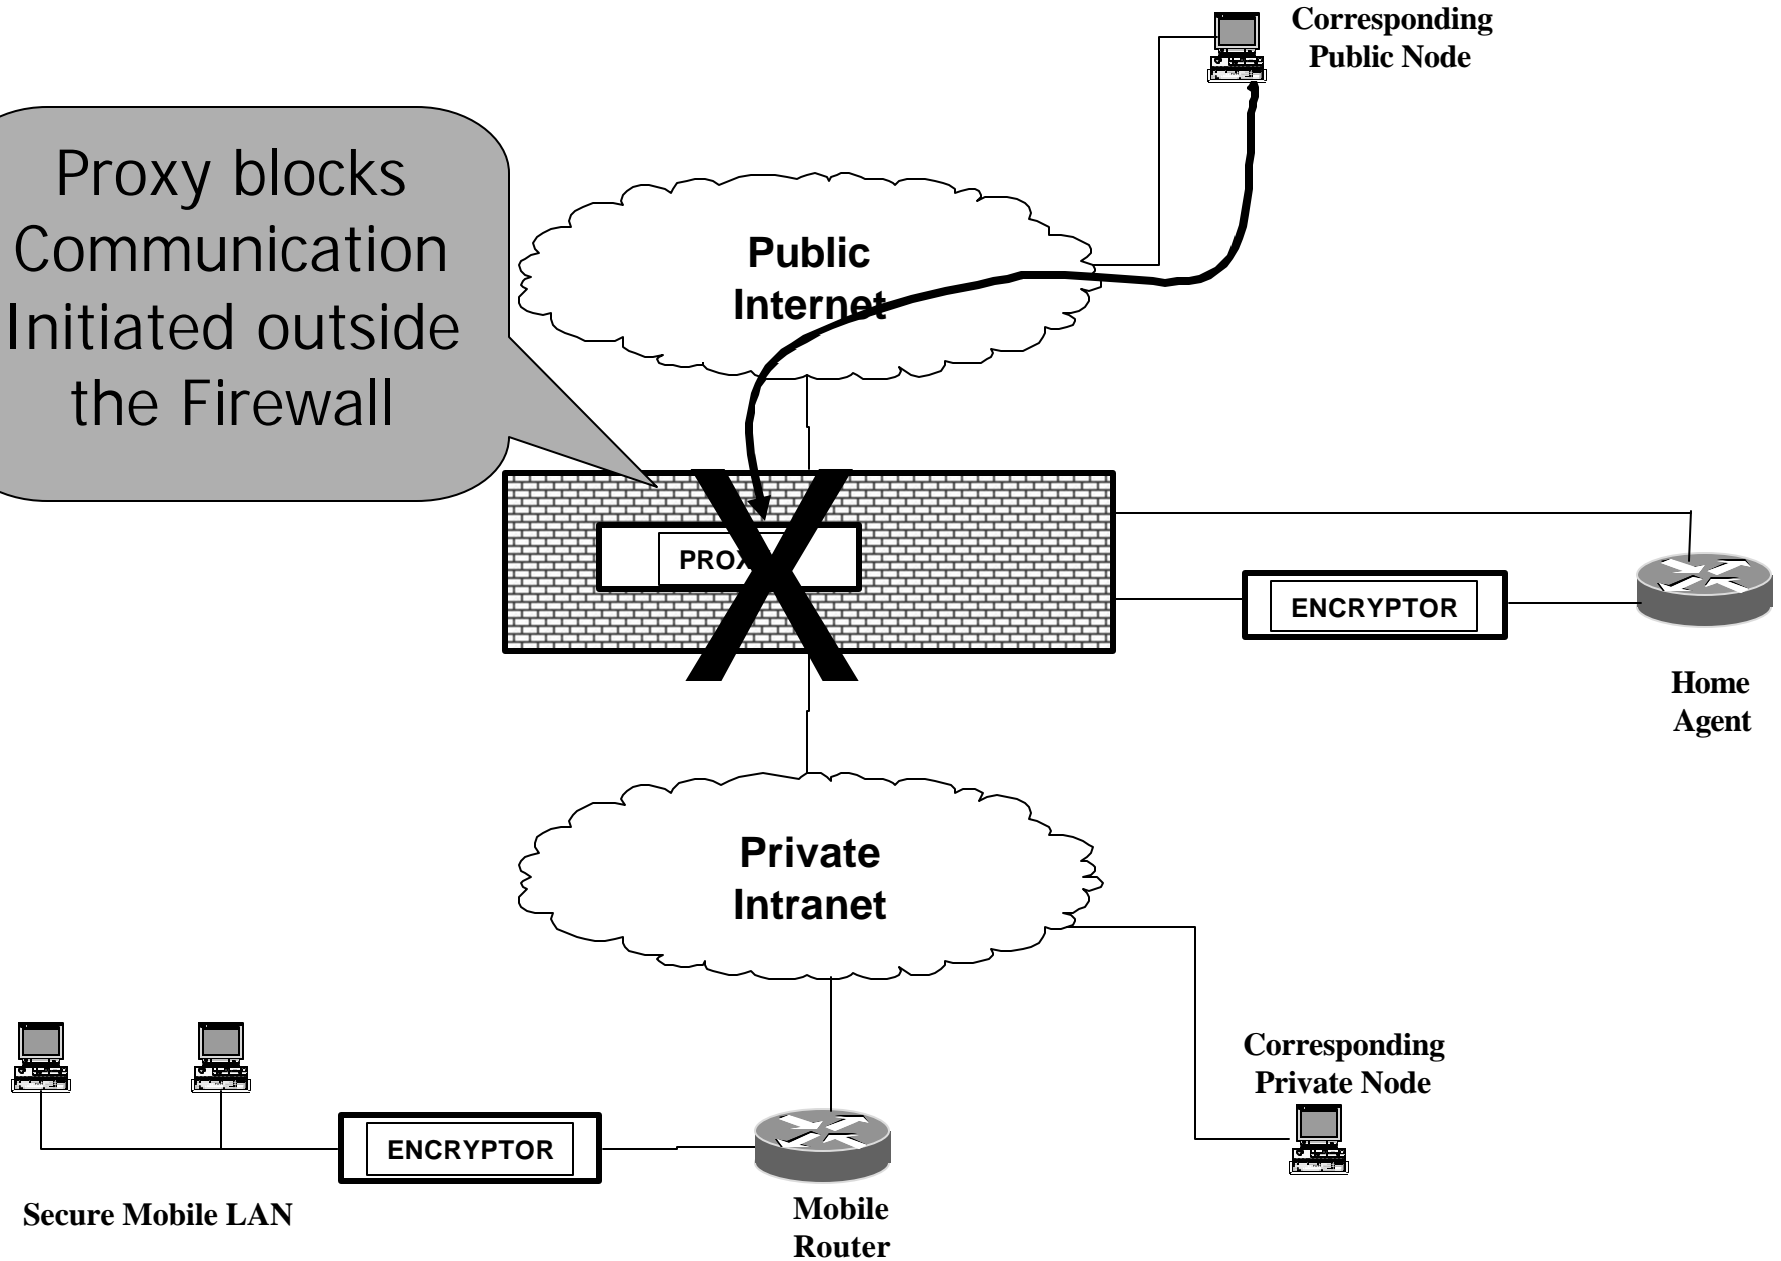 Corresponding
Public Node
Proxy blocks
Communication
Initiated outside
the Firewall
Public
Internet
PROX
ENCRYPTOR
Home
Agent
Private
Intranet
Corresponding
Private Node
ENCRYPTOR
Secure Mobile LAN
Mobile
Router